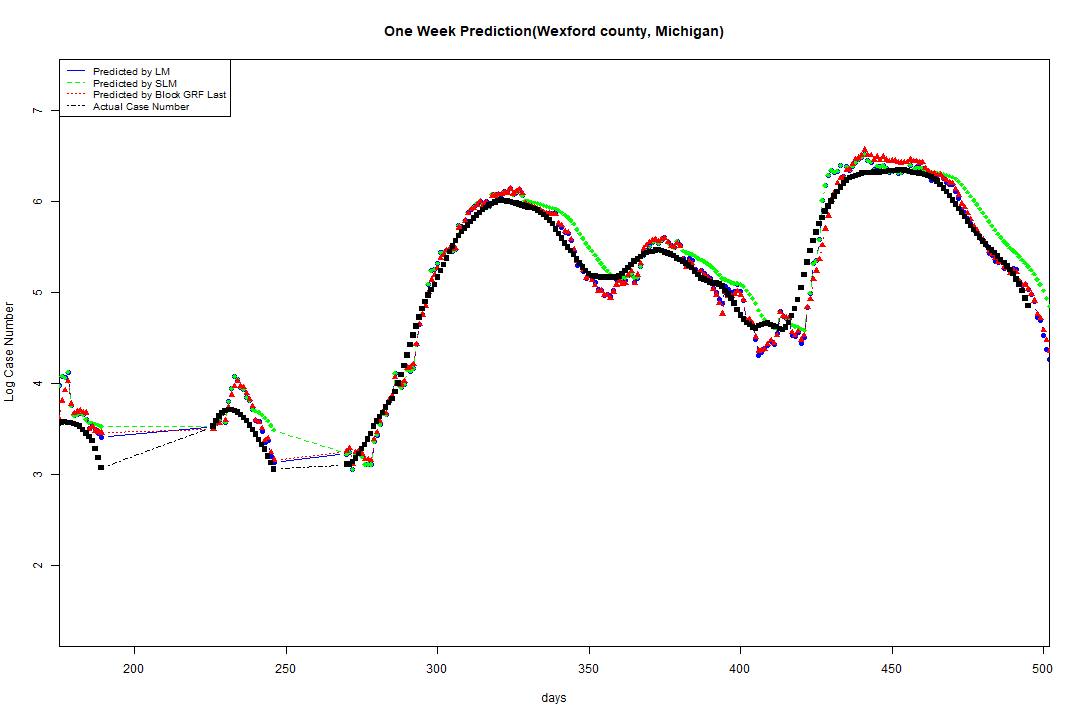 One Week Prediction(Wexford county, Michigan)
Predicted by LM
Predicted by SLM
Predicted by Block GRF Last
Actual Case Number
7
6
5
4
3
2
Log Case Number
200 250 300 350 400 450 500
days